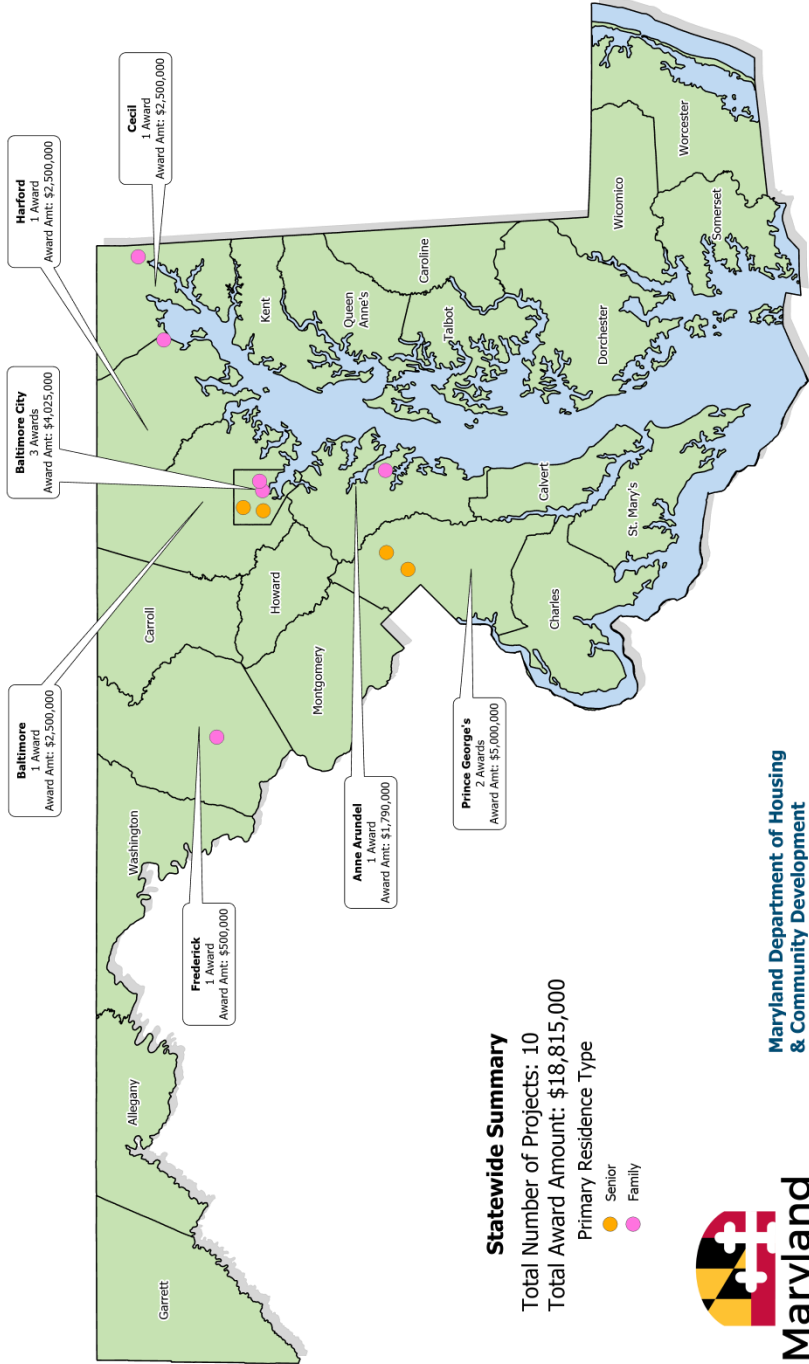 Harford
1 Award
Award Amt: $2,500,000
Cecil
1 Award
Award Amt: $2,500,000
Baltimore City
3 Awards
Award Amt: $4,025,000
Baltimore
1 Award
Award Amt: $2,500,000
Frederick
1 Award
Award Amt: $500,000
Anne Arundel
1 Award
Award Amt: $1,790,000
Prince George's
2 Awards
Award Amt: $5,000,000
Garrett
Allegany
Washington
Carroll
Howard
Montgomery
Kent
Queen
Anne's
Caroline
Talbot
Calvert
Charles
St. Mary's
Dorchester
Wicomico
Worcester
Somerset
Statewide Summary
Total Number of Projects: 10
Total Award Amount: $18,815,000
Primary Residence Type
Senior
Family
Maryland
Maryland Department of Housing
& Community Development